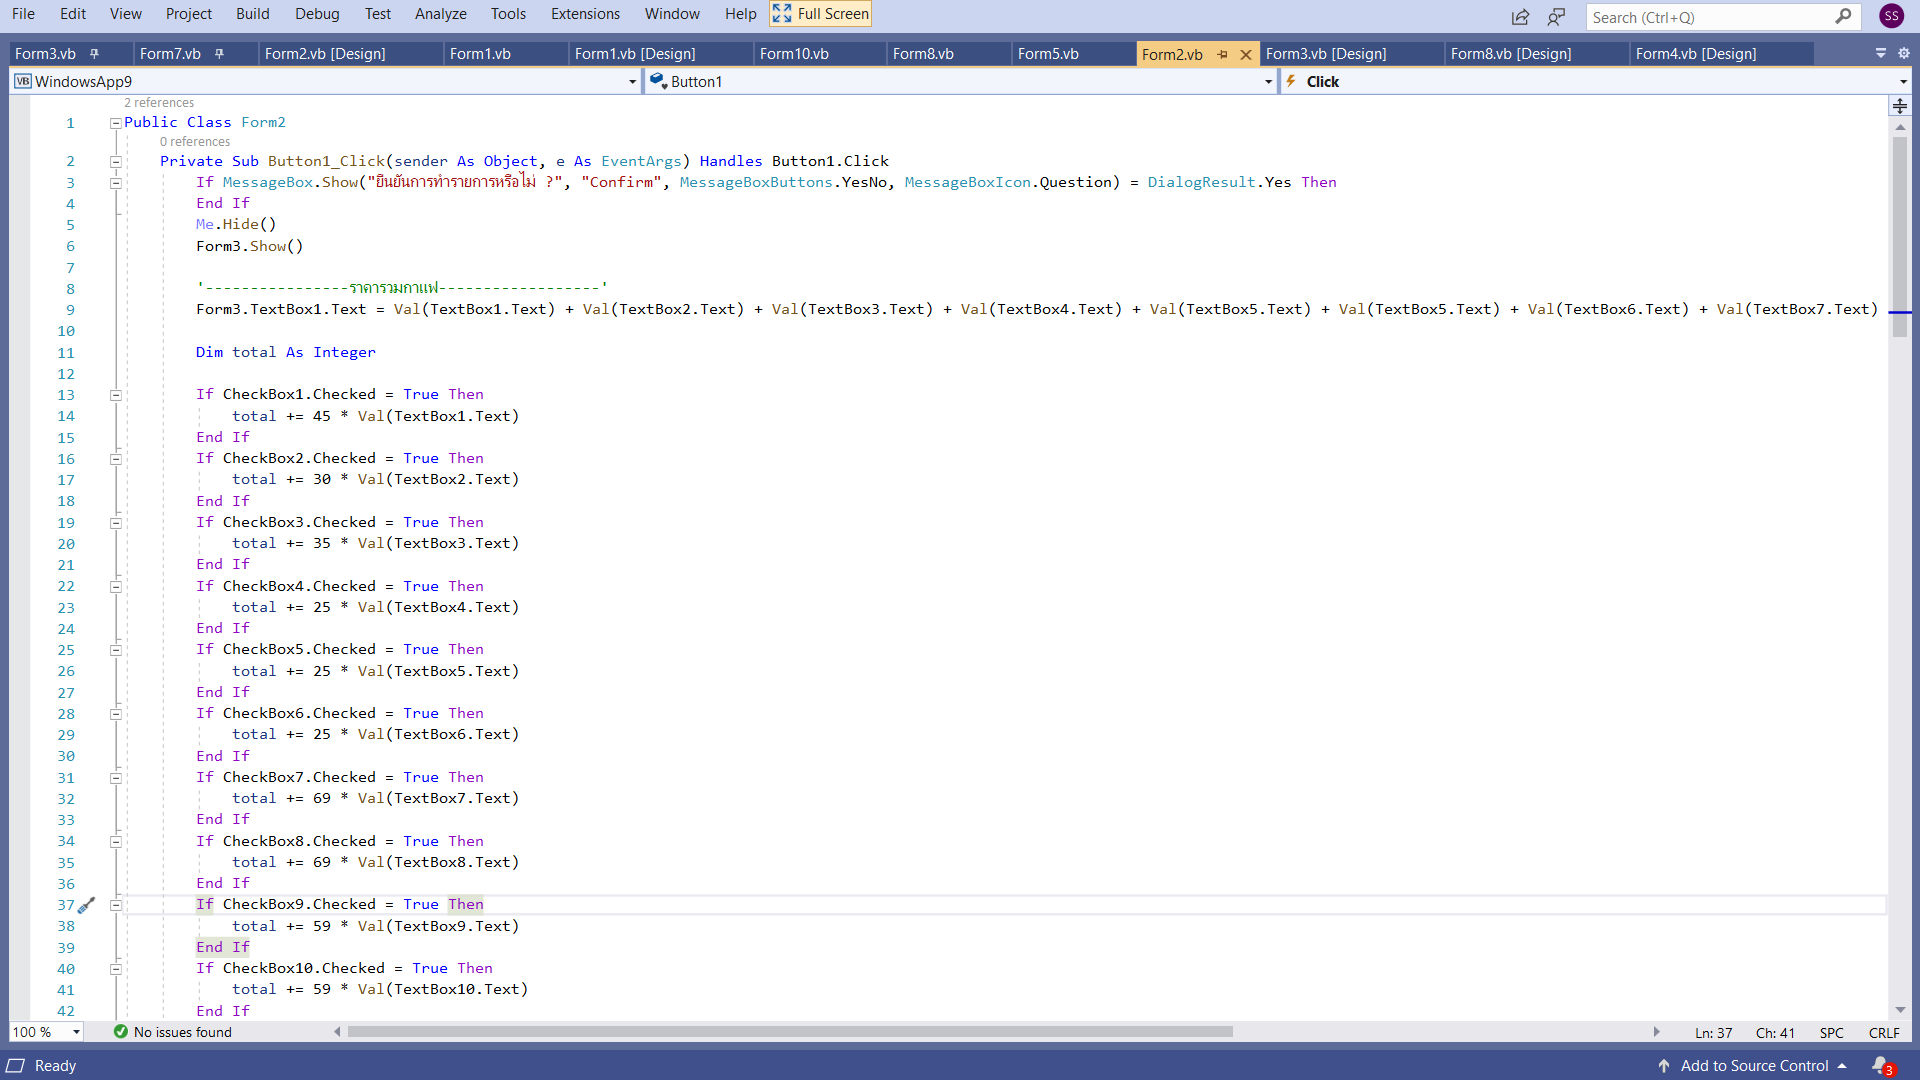 File Edit View Project Build Debug Test Analyze Tools Extensions Window Help Full Screen Search (Ctrl+Q) SS
Form3.vb Form7.vb Form2.vb [Design] Form1.vb Form1.vb [Design] Form10.vb Form8.vb Form5.vb Form2.vb Form3.vb [Design] Form8.vb [Design] Form4.vb [Design]
VB WindowsApp9 Button1 Click
2 references
1 Public Class Form2
0 references
2 Private Sub Button1_Click(sender As Object, e As EventArgs) Handles Button1.Click
3 If MessageBox.Show("ยืนยันการทำรายการหรือไม่ ?", "Confirm", MessageBoxButtons.YesNo, MessageBoxIcon.Question) = DialogResult.Yes Then
4 End If
5 Me.Hide()
6 Form3.Show()
7
8 '----------------ราคารวมกาแฟ------------------'
9 Form3.TextBox1.Text = Val(TextBox1.Text) + Val(TextBox2.Text) + Val(TextBox3.Text) + Val(TextBox4.Text) + Val(TextBox5.Text) + Val(TextBox5.Text) + Val(TextBox6.Text) + Val(TextBox7.Text)
10
11 Dim total As Integer
12
13 If CheckBox1.Checked = True Then
14 total += 45 * Val(TextBox1.Text)
15 End If
16 If CheckBox2.Checked = True Then
17 total += 30 * Val(TextBox2.Text)
18 End If
19 If CheckBox3.Checked = True Then
20 total += 35 * Val(TextBox3.Text)
21 End If
22 If CheckBox4.Checked = True Then
23 total += 25 * Val(TextBox4.Text)
24 End If
25 If CheckBox5.Checked = True Then
26 total += 25 * Val(TextBox5.Text)
27 End If
28 If CheckBox6.Checked = True Then
29 total += 25 * Val(TextBox6.Text)
30 End If
31 If CheckBox7.Checked = True Then
32 total += 69 * Val(TextBox7.Text)
33 End If
34 If CheckBox8.Checked = True Then
35 total += 69 * Val(TextBox8.Text)
36 End If
37 If CheckBox9.Checked = True Then
38 total += 59 * Val(TextBox9.Text)
39 End If
40 If CheckBox10.Checked = True Then
41 total += 59 * Val(TextBox10.Text)
42 End If
100 % No issues found Ln: 37 Ch: 41 SPC CRLF
Ready Add to Source Control 3